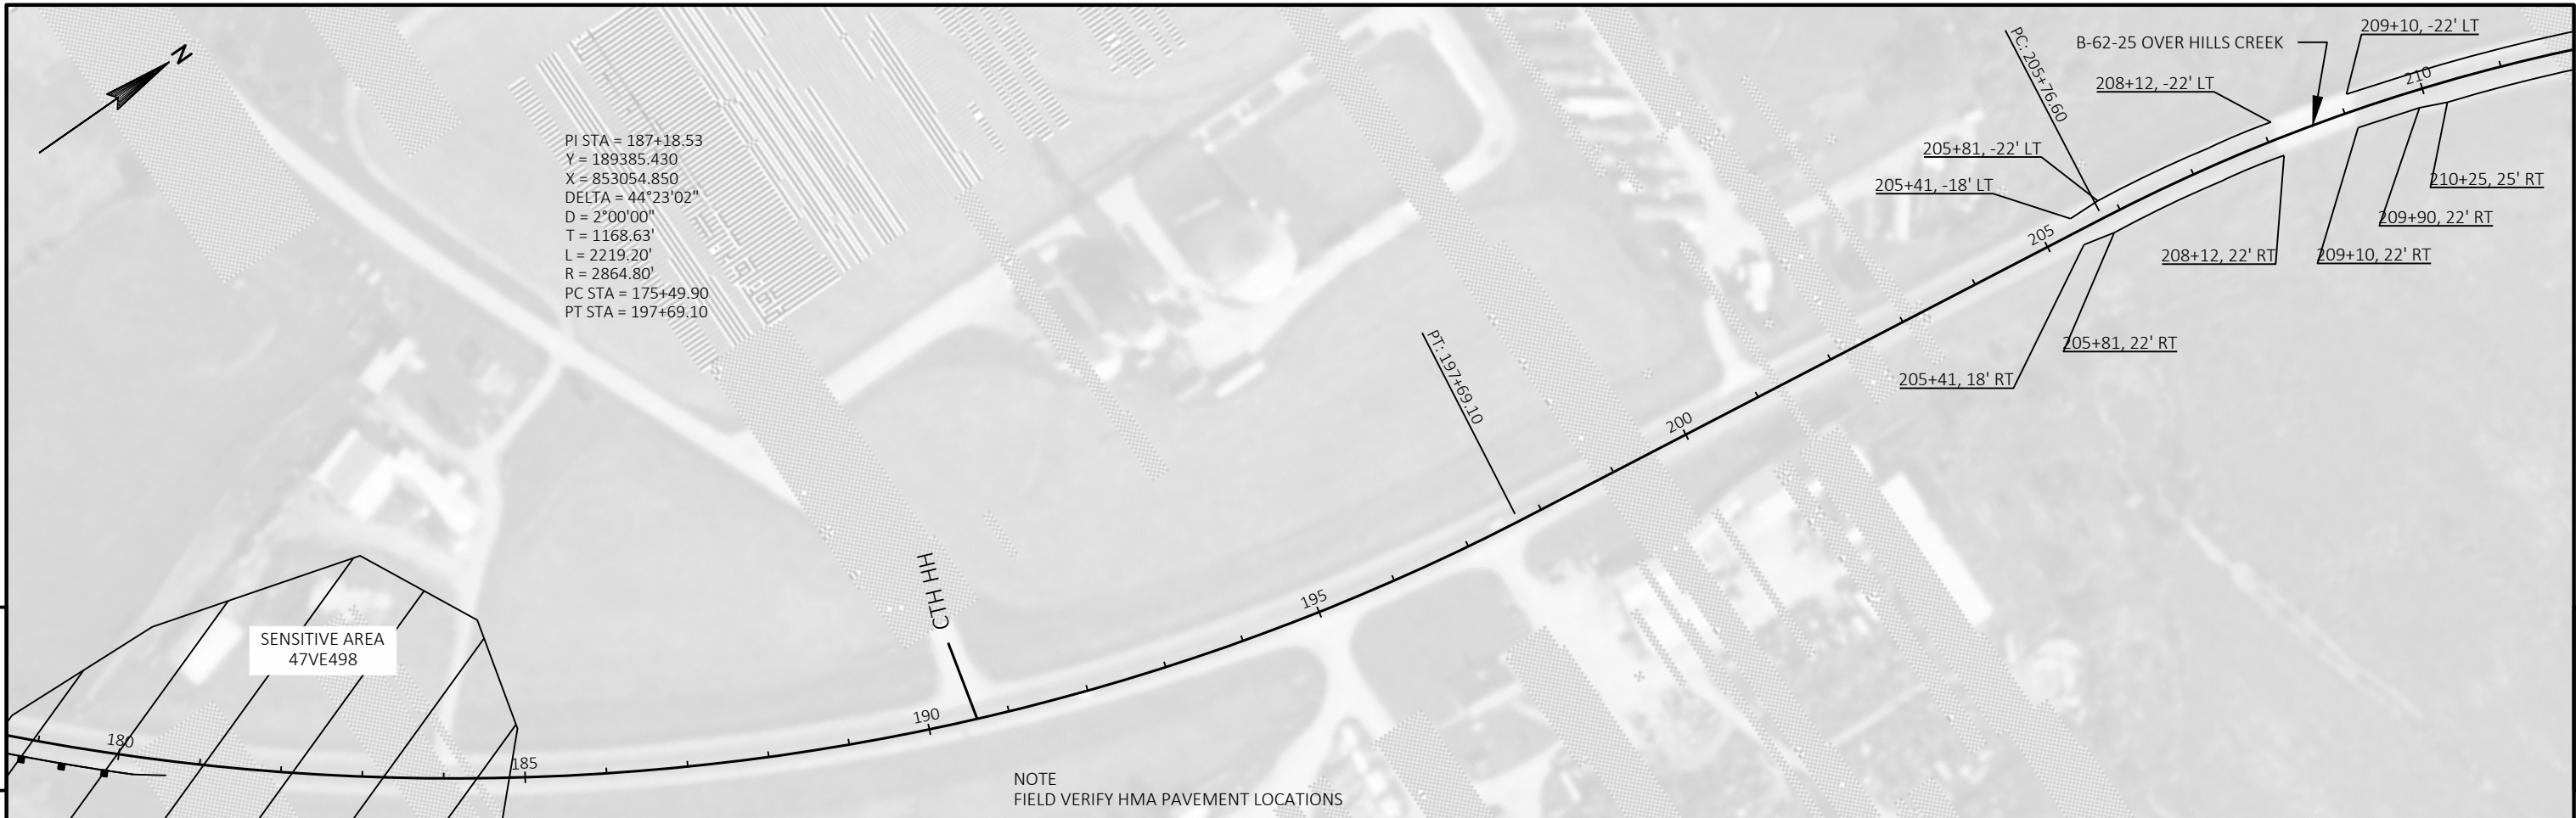 N
PI STA = 187+18.53
Y = 189385.430
X = 853054.850
DELTA = 44°23'02"
D = 2°00'00"
T = 1168.63'
L = 2219.20'
R = 2864.80'
PC STA = 175+49.90
PT STA = 197+69.10
PC: 205+76.60
B-62-25 OVER HILLS CREEK
209+10, -22' LT
208+12, -22' LT
205+81, -22' LT
205+41, -18' LT
210
210+25, 25' RT
209+90, 22' RT
209+10, 22' RT
208+12, 22' RT
205
205+81, 22' RT
205+41, 18' RT
PT: 197+69.10
200
195
CTH HH
190
185
180
SENSITIVE AREA
47VE498
NOTE
FIELD VERIFY HMA PAVEMENT LOCATIONS